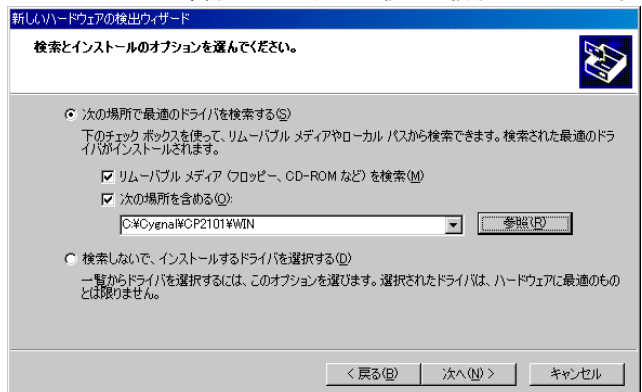 新しいハードウェアの検出ウィザード
検索とインストールのオプションを選んでください。
次の場所で最適のドライバを検索する(S)
下のチェック ボックスを使って、リムーバブル メディアやローカル パスから検索できます。検索された最適のドラ
イバがインストールされます。
リムーバブル メディア (フロッピー、CD-ROM など) を検索(M)
次の場所を含める(O):
C:¥Cygnal¥CP2101¥WIN
参照(R)
検索しないで、インストールするドライバを選択する(D)
一覧からドライバを選択するには、このオプションを選びます。選択されたドライバは、ハードウェアに最適のもの
とは限りません。
< 戻る(B)
次へ(N) >
キャンセル